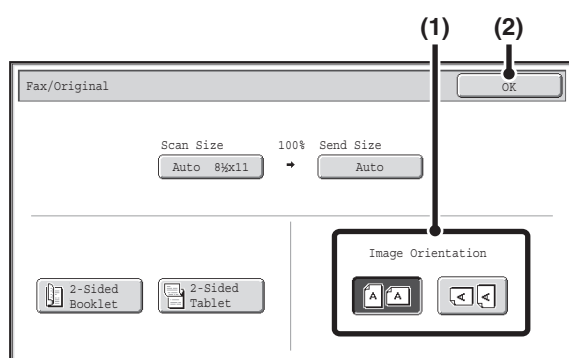 (1) (2)
Fax/Original OK
Scan Size 100% Send Size
Auto 8½x11 Auto
Image Orientation
2-Sided
Booklet
2-Sided
Tablet
A A A A